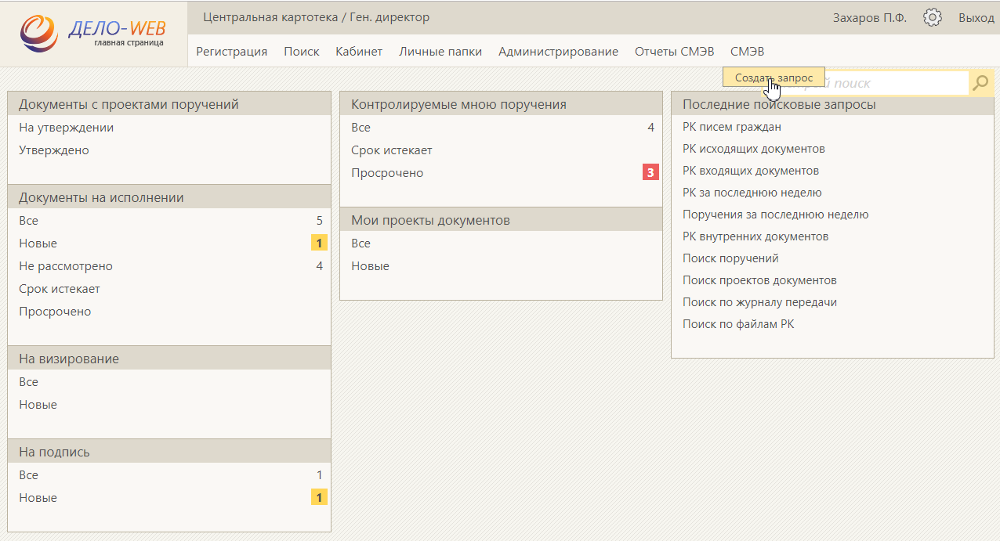 ДЕЛО-WEB
главная страница
Центральная картотека / Ген. директор
Захаров П.Ф.
Выход
Регистрация Поиск Кабинет Личные папки Администрирование Отчеты СМЭВ СМЭВ
Создать запрос
поиск
Документы с проектами поручений
На утверждении
Утверждено
Документы на исполнении
Все 5
Новые 1
Не рассмотрено 4
Срок истекает
Просрочено
На визирование
Все
Новые
На подпись
Все 1
Новые 1
Контролируемые мною поручения
Все 4
Срок истекает
Просрочено 3
Мои проекты документов
Все
Новые
Последние поисковые запросы
РК писем граждан
РК исходящих документов
РК входящих документов
РК за последнюю неделю
Поручения за последнюю неделю
РК внутренних документов
Поиск поручений
Поиск проектов документов
Поиск по журналу передачи
Поиск по файлам РК